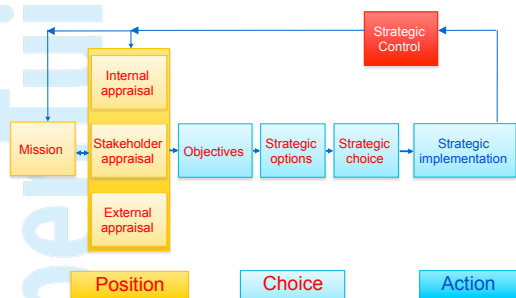 Strategic
Control
Internal
appraisal
Mission
Stakeholder
appraisal
Objectives
Strategic
options
Strategic
choice
Strategic
implementation
External
appraisal
Position
Choice
Action